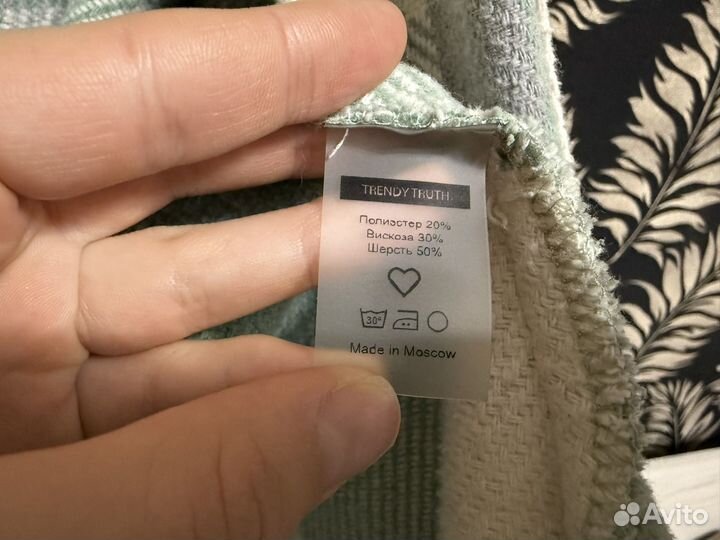 TRENDY TRUTH
Полиэстер 20%
Вискоза 30%
Шерсть 50%
30°
Made in Moscow
Avito